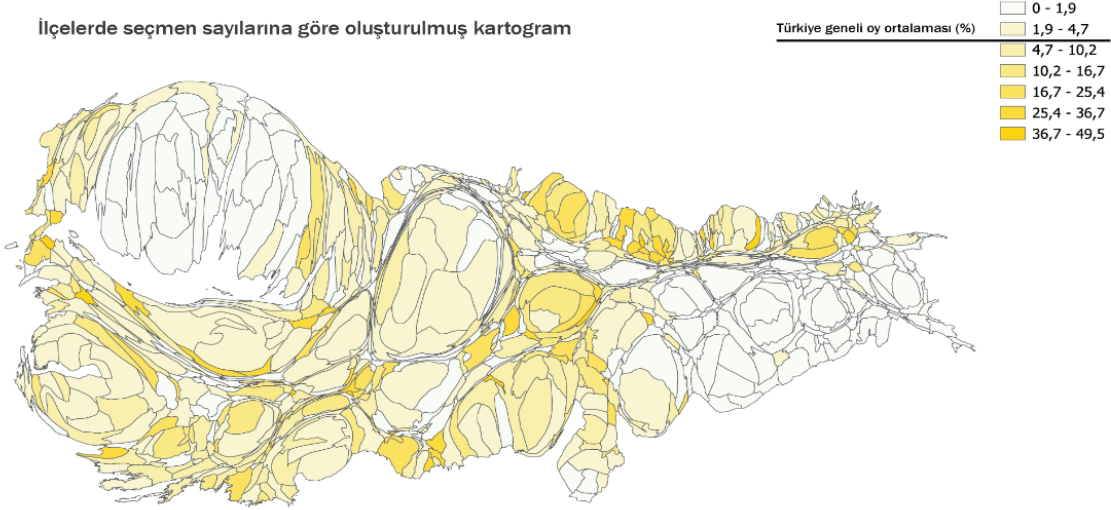 İlçelerde seçmen sayılarına göre oluşturulmuş kartogram
Türkiye geneli oy ortalaması (%)
0 - 1,9
1,9 - 4,7
4,7 - 10,2
10,2 - 16,7
16,7 - 25,4
25,4 - 36,7
36,7 - 49,5